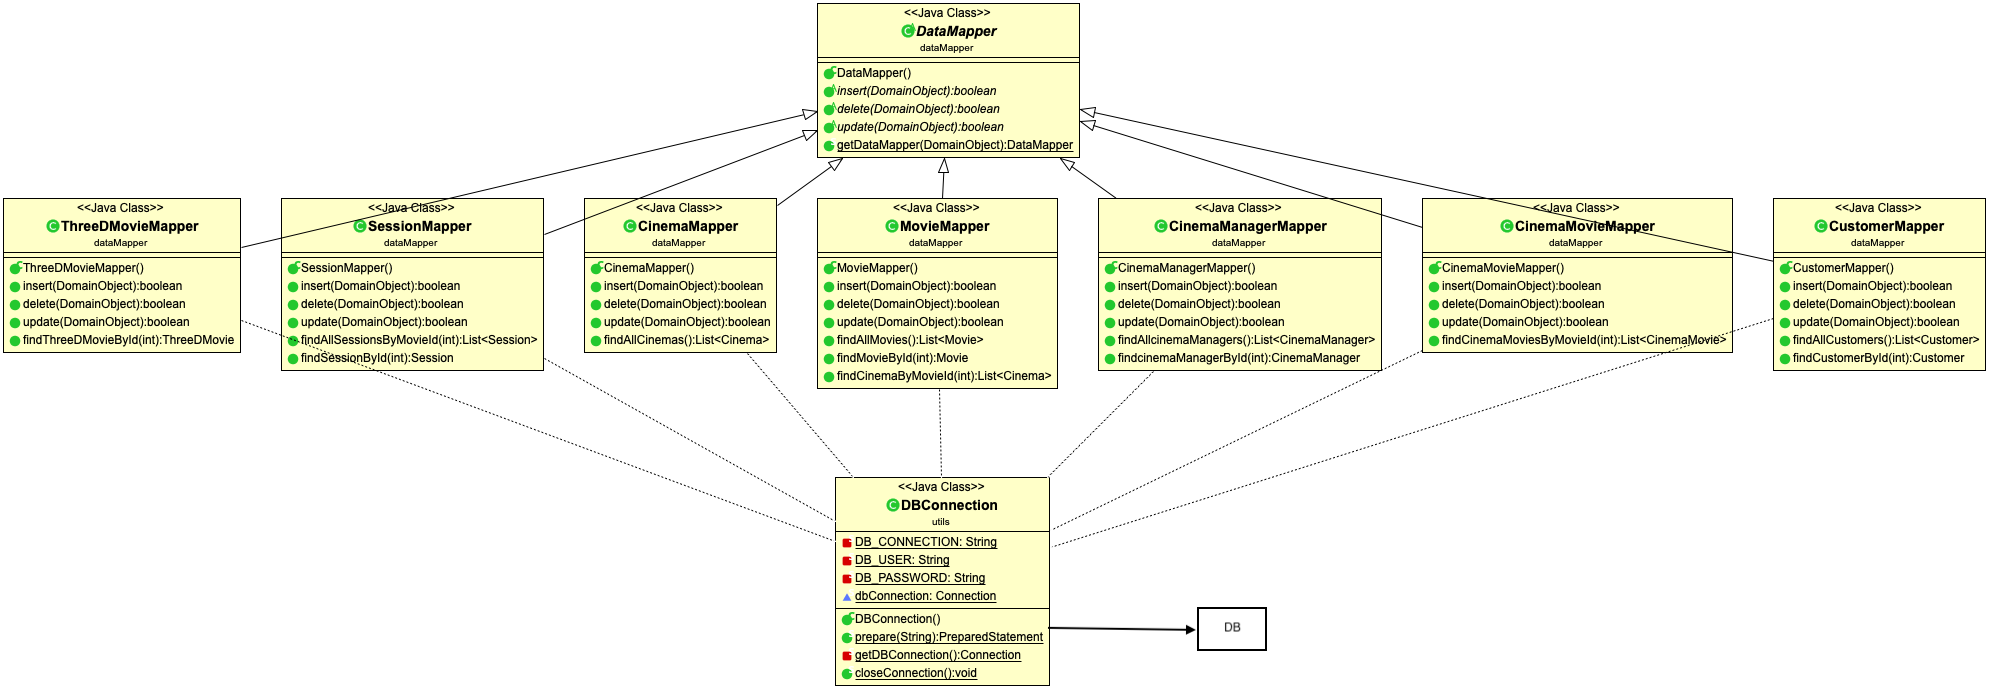 <<Java Class>>
DataMapper
dataMapper
DataMapper()
insert(DomainObject):boolean
delete(DomainObject):boolean
update(DomainObject):boolean
getDataMapper(DomainObject):DataMapper
<<Java Class>>
ThreeDMovieMapper
dataMapper
ThreeDMovieMapper()
insert(DomainObject):boolean
delete(DomainObject):boolean
update(DomainObject):boolean
findThreeDMovieById(int):ThreeDMovie
<<Java Class>>
SessionMapper
dataMapper
SessionMapper()
insert(DomainObject):boolean
delete(DomainObject):boolean
update(DomainObject):boolean
findAllSessionsByMovieId(int):List<Session>
findSessionById(int):Session
<<Java Class>>
CinemaMapper
dataMapper
CinemaMapper()
insert(DomainObject):boolean
delete(DomainObject):boolean
update(DomainObject):boolean
findAllCinemas():List<Cinema>
<<Java Class>>
MovieMapper
dataMapper
MovieMapper()
insert(DomainObject):boolean
delete(DomainObject):boolean
update(DomainObject):boolean
findAllMovies():List<Movie>
findMovieById(int):Movie
findCinemaByMovieId(int):List<Cinema>
<<Java Class>>
CinemaManagerMapper
dataMapper
CinemaManagerMapper()
insert(DomainObject):boolean
delete(DomainObject):boolean
update(DomainObject):boolean
findAllcinemaManagers():List<CinemaManager>
findcinemaManagerById(int):CinemaManager
<<Java Class>>
CinemaMovieMapper
dataMapper
CinemaMovieMapper()
insert(DomainObject):boolean
delete(DomainObject):boolean
update(DomainObject):boolean
findCinemaMoviesByMovieId(int):List<CinemaMovie>
<<Java Class>>
CustomerMapper
dataMapper
CustomerMapper()
insert(DomainObject):boolean
delete(DomainObject):boolean
update(DomainObject):boolean
findAllCustomers():List<Customer>
findCustomerById(int):Customer
<<Java Class>>
DBConnection
utils
DB_CONNECTION: String
DB_USER: String
DB_PASSWORD: String
dbConnection: Connection
DBConnection()
prepare(String):PreparedStatement
getDBConnection():Connection
closeConnection():void
DB